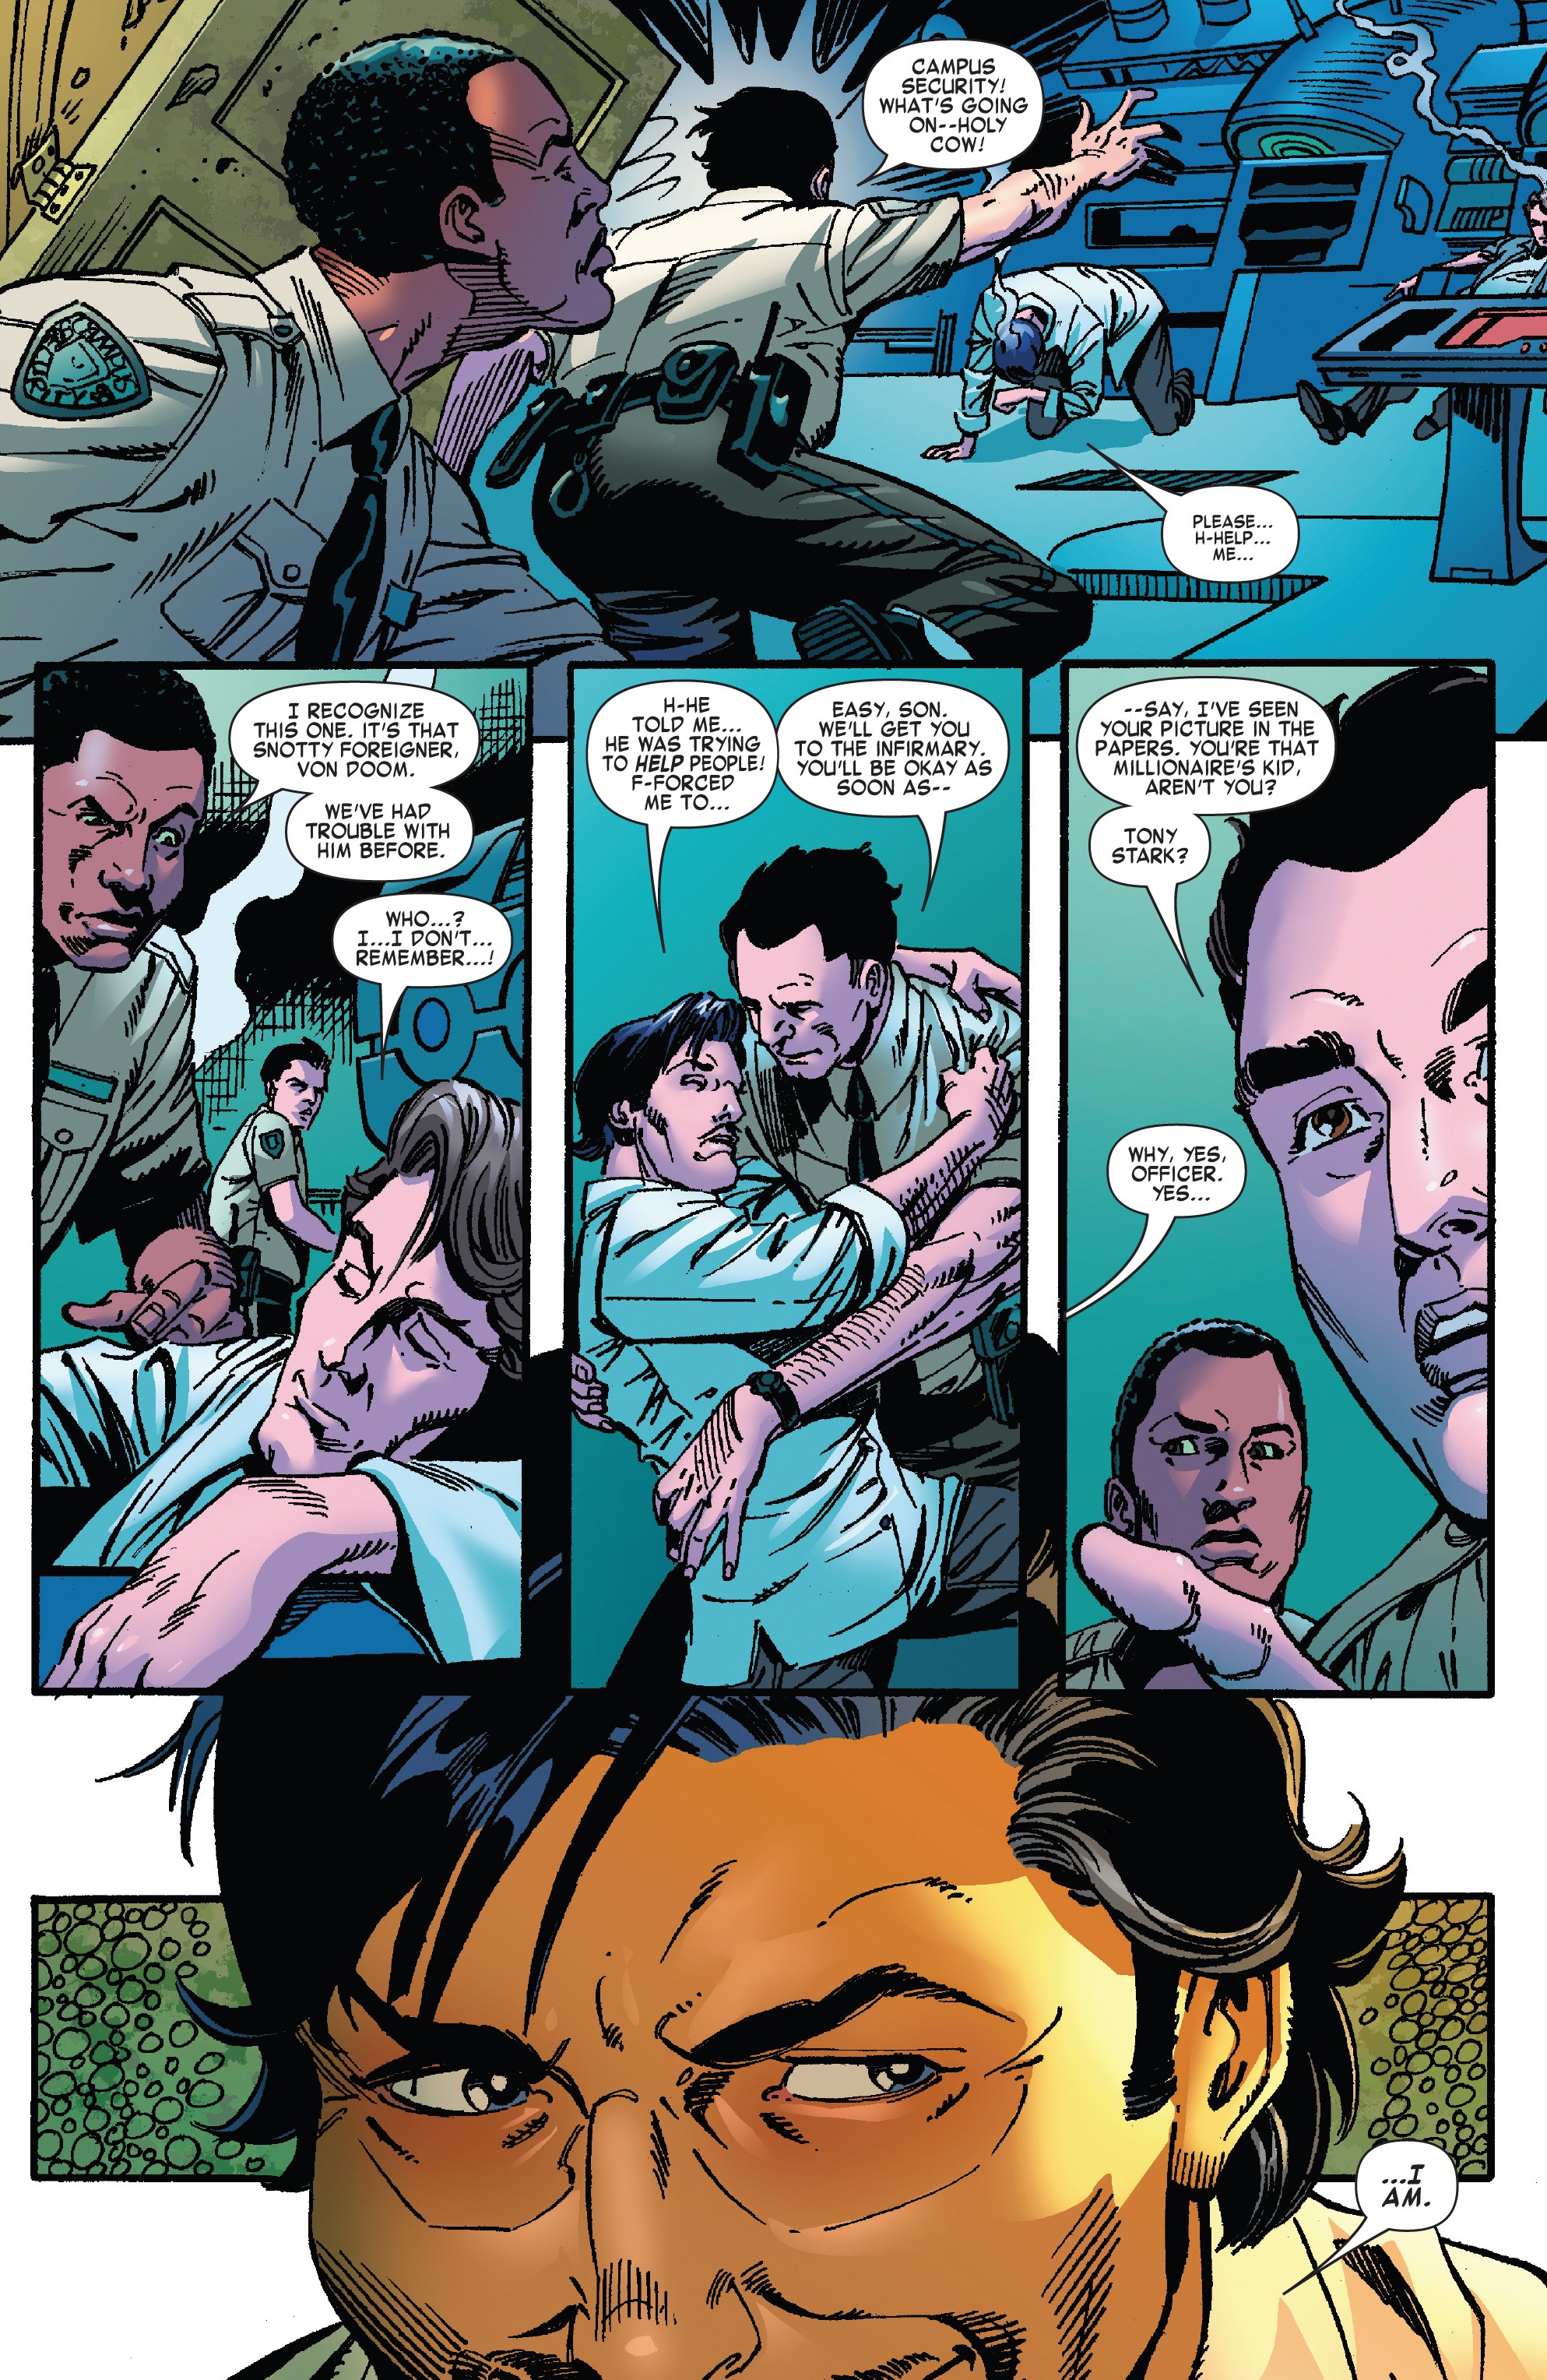 CAMPUS
SECURITY!
WHAT'S GOING
ON--HOLY
COW!
PLEASE...
H-HELP...
ME...
I RECOGNIZE
THIS ONE. IT'S THAT
SNOTTY FOREIGNER,
VON DOOM.
WE'VE HAD
TROUBLE WITH
HIM BEFORE.
WHO...?
I...I DON'T...
REMEMBER...!
H-HE
TOLD ME...
HE WAS TRYING
TO HELP PEOPLE!
F-FORCED
ME TO...
EASY, SON.
WE'LL GET YOU
TO THE INFIRMARY.
YOU'LL BE OKAY AS
SOON AS--
--SAY, I'VE SEEN
YOUR PICTURE IN THE
PAPERS. YOU'RE THAT
MILLIONAIRE'S KID,
AREN'T YOU?
TONY
STARK?
WHY, YES,
OFFICER.
YES...
...I
AM.